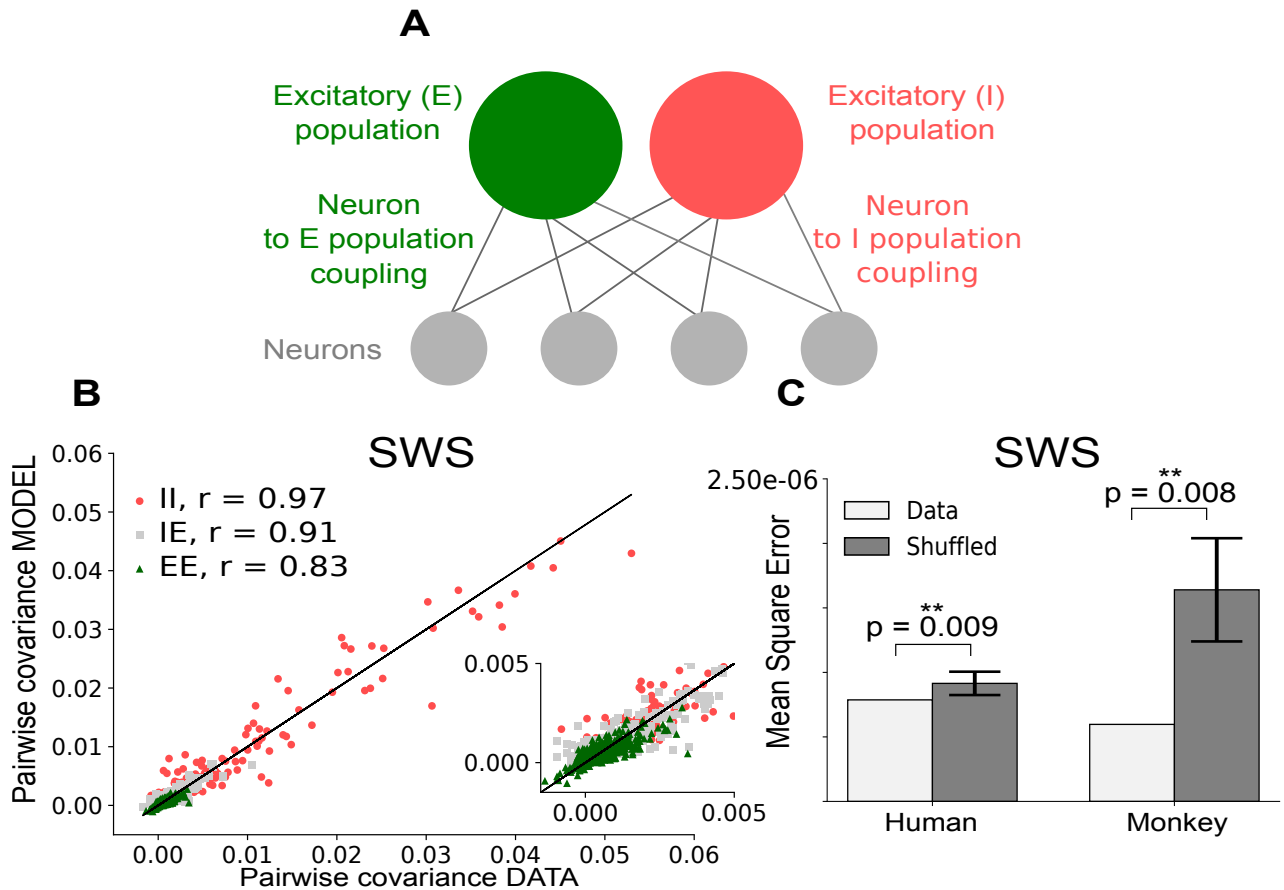 A
Excitatory (E)
population
Excitatory (I)
population
Neuron
to E population
coupling
Neuron
to I population
coupling
Neurons
B
SWS
Pairwise covariance MODEL
0.06
0.05
0.04
0.03
0.02
0.01
0.00
II, r = 0.97
IE, r = 0.91
EE, r = 0.83
0.005
0.000
0.000
0.005
0.00
0.01
0.02
0.03
0.04
0.05
0.06
Pairwise covariance DATA
C
SWS
2.50e-06
Mean Square Error
Data
Shuffled
**
p = 0.009
**
p = 0.008
Human
Monkey